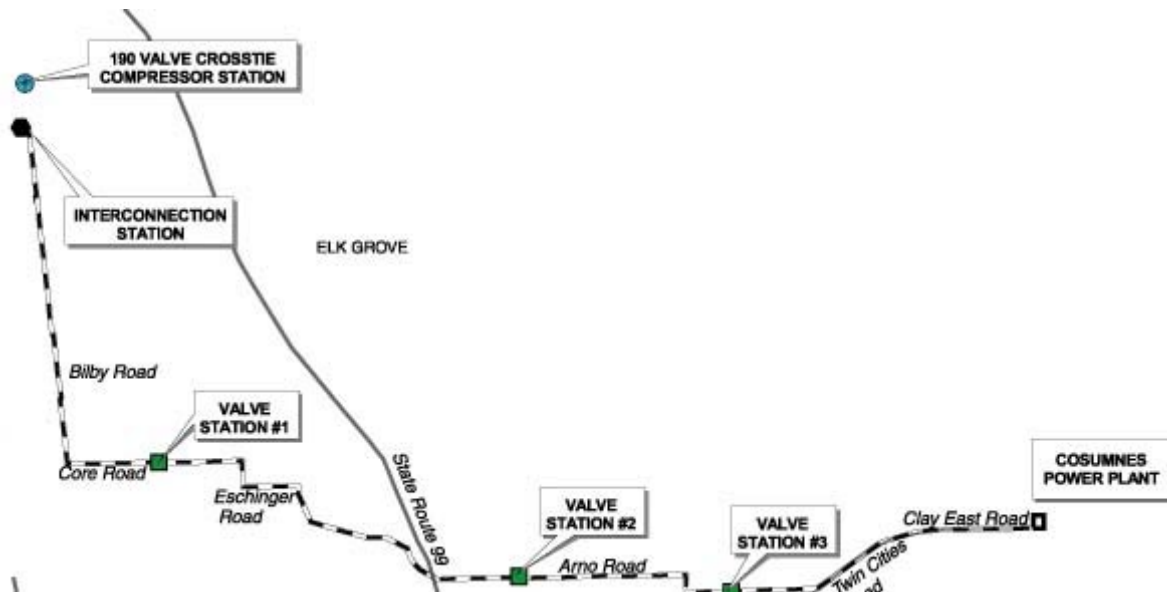 190 VALVE CROSSTIE
COMPRESSOR STATION
INTERCONNECTION
STATION
ELK GROVE
Bilby Road
VALVE
STATION #1
Core Road
Eschinger
Road
State Route 99
VALVE
STATION #2
Arno Road
VALVE
STATION #3
COSUMNES
POWER PLANT
Clay East Road
Twin Cities